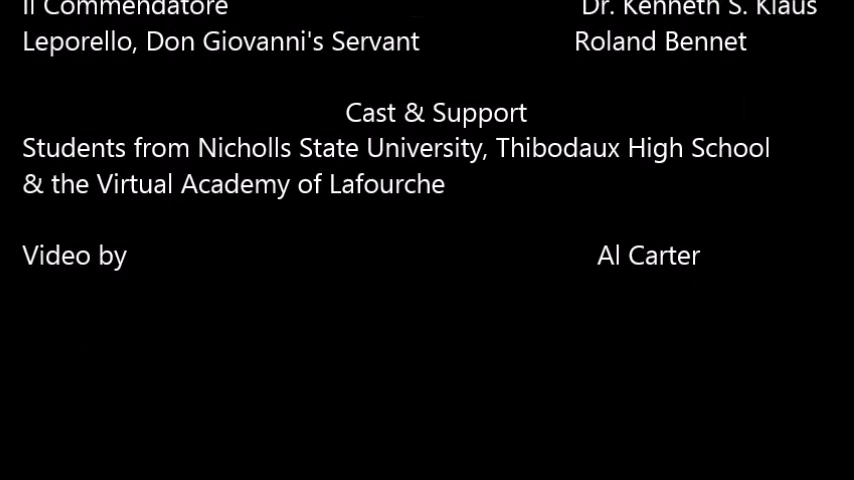 Il Commendatore Dr. Kenneth S. Klaus
Leporello, Don Giovanni's Servant Roland Bennet
Cast & Support
Students from Nicholls State University, Thibodaux High School
& the Virtual Academy of Lafourche
Video by Al Carter